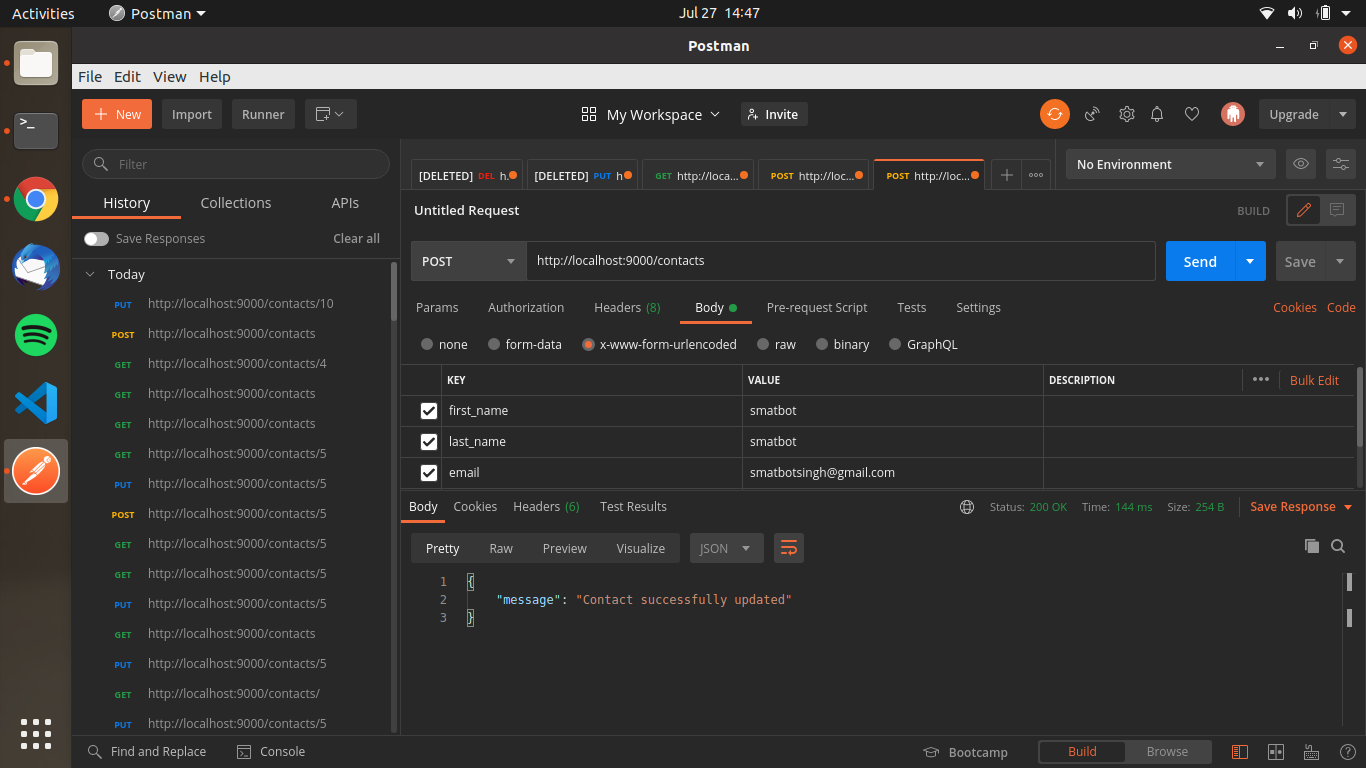 Activities Postman Jul 27 14:47
Postman
File Edit View Help
New Import Runner My Workspace Invite Upgrade
Filter
History Collections APIs
Save Responses Clear all
Today
PUT http://localhost:9000/contacts/10
POST http://localhost:9000/contacts
GET http://localhost:9000/contacts/4
GET http://localhost:9000/contacts
GET http://localhost:9000/contacts
GET http://localhost:9000/contacts/5
PUT http://localhost:9000/contacts/5
POST http://localhost:9000/contacts/5
GET http://localhost:9000/contacts/5
GET http://localhost:9000/contacts/5
PUT http://localhost:9000/contacts/5
GET http://localhost:9000/contacts
PUT http://localhost:9000/contacts/5
GET http://localhost:9000/contacts/
PUT http://localhost:9000/contacts/5
[DELETED] DEL h. [DELETED] PUT h GET http://loca... POST http://loc... POST http://loc... No Environment
Untitled Request BUILD
POST http://localhost:9000/contacts Send Save
Params Authorization Headers (8) Body Pre-request Script Tests Settings Cookies Code
none form-data x-www-form-urlencoded raw binary GraphQL
KEY VALUE DESCRIPTION Bulk Edit
first_name smatbot
last_name smatbot
email smatbotsingh@gmail.com
Body Cookies Headers (6) Test Results Status: 200 OK Time: 144 ms Size: 254 B Save Response
Pretty Raw Preview Visualize JSON
1 {
2 "message": "Contact successfully updated"
3 }
Find and Replace Console Bootcamp Build Browse